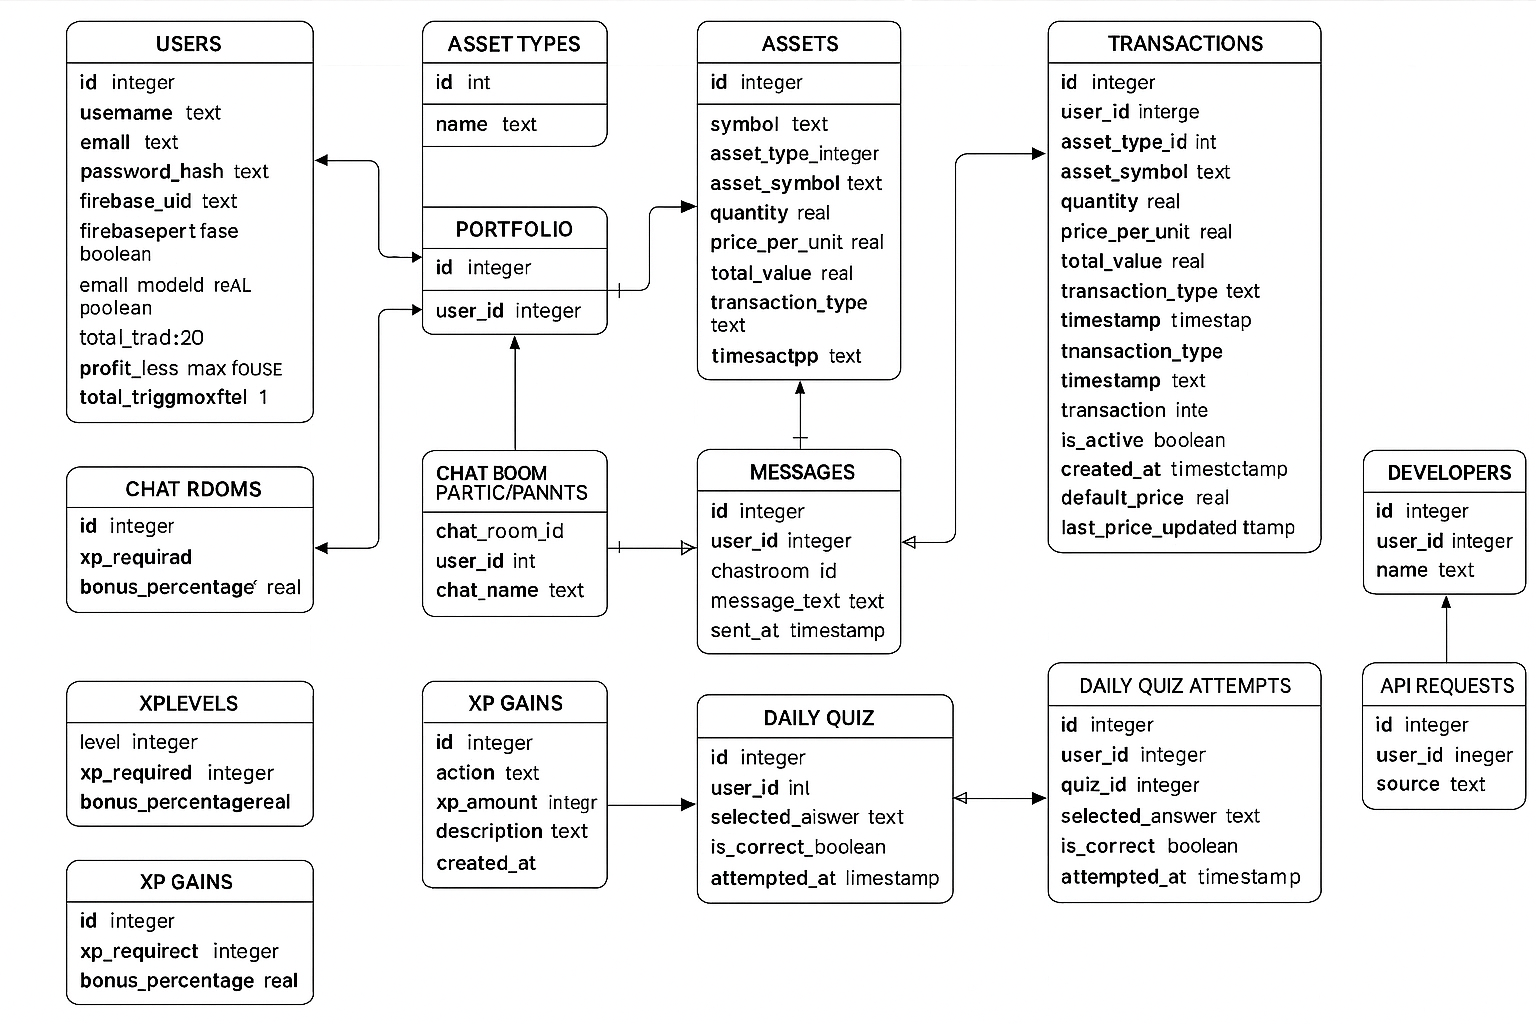 USERS
id integer
username text
emall text
password_hash text
firebase_uid text
firebasepert fase
boolean
emall modeld reAL
poolean
total_trad:20
profit_less max foUSE
total_triggmoxftel 1
ASSET TYPES
id int
name text
PORTFOLIO
id integer
user_id integer
ASSETS
id integer
symbol text
asset_type_integer
asset_symbol text
quantity real
price_per_unit real
total_value real
transaction_type
text
timesactpp text
TRANSACTIONS
id integer
user_id interge
asset_type_id int
asset_symbol text
quantity real
price_per_unit real
total_value real
transaction_type text
timestamp timestap
tnansaction_type
timestamp text
transaction inte
is_active boolean
created_at timestctamp
default_price real
last_price_updated ttamp
CHAT RDOMS
id integer
xp_requirad
bonus_percentage‘ real
CHAT BOOM
PARTIC/PANNTS
chat_room_id
user_id int
chat_name text
MESSAGES
id integer
user_id integer
chastroom id
message_text text
sent_at timestamp
DEVELOPERS
id integer
user_id integer
name text
XPLEVELS
level integer
xp_required integer
bonus_percentagereal
XP GAINS
id integer
action text
xp_amount integr
description text
created_at
DAILY QUIZ
id integer
user_id inl
selected_aiswer text
is_correct_boolean
attempted_at limestamp
DAILY QUIZ ATTEMPTS
id integer
user_id integer
quiz_id integer
selected_answer text
is_correct boolean
attempted_at timestamp
API REQUESTS
id integer
user_id ineger
source text
XP GAINS
id integer
xp_requirect integer
bonus_percentage real